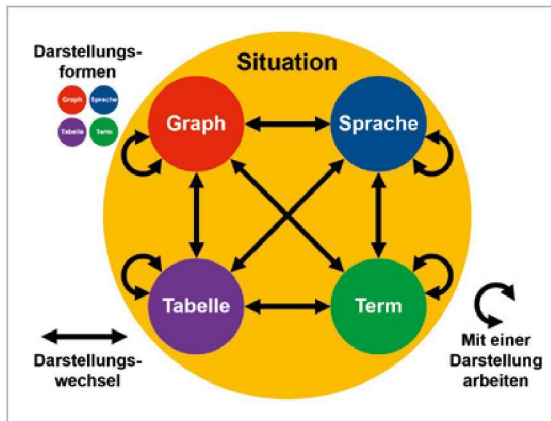 Darstellungs-
formen
Graph Sprache
Tabelle Term
Situation
Graph
Sprache
Tabelle
Term
Darstellungs-
wechsel
Mit einer
Darstellung
arbeiten